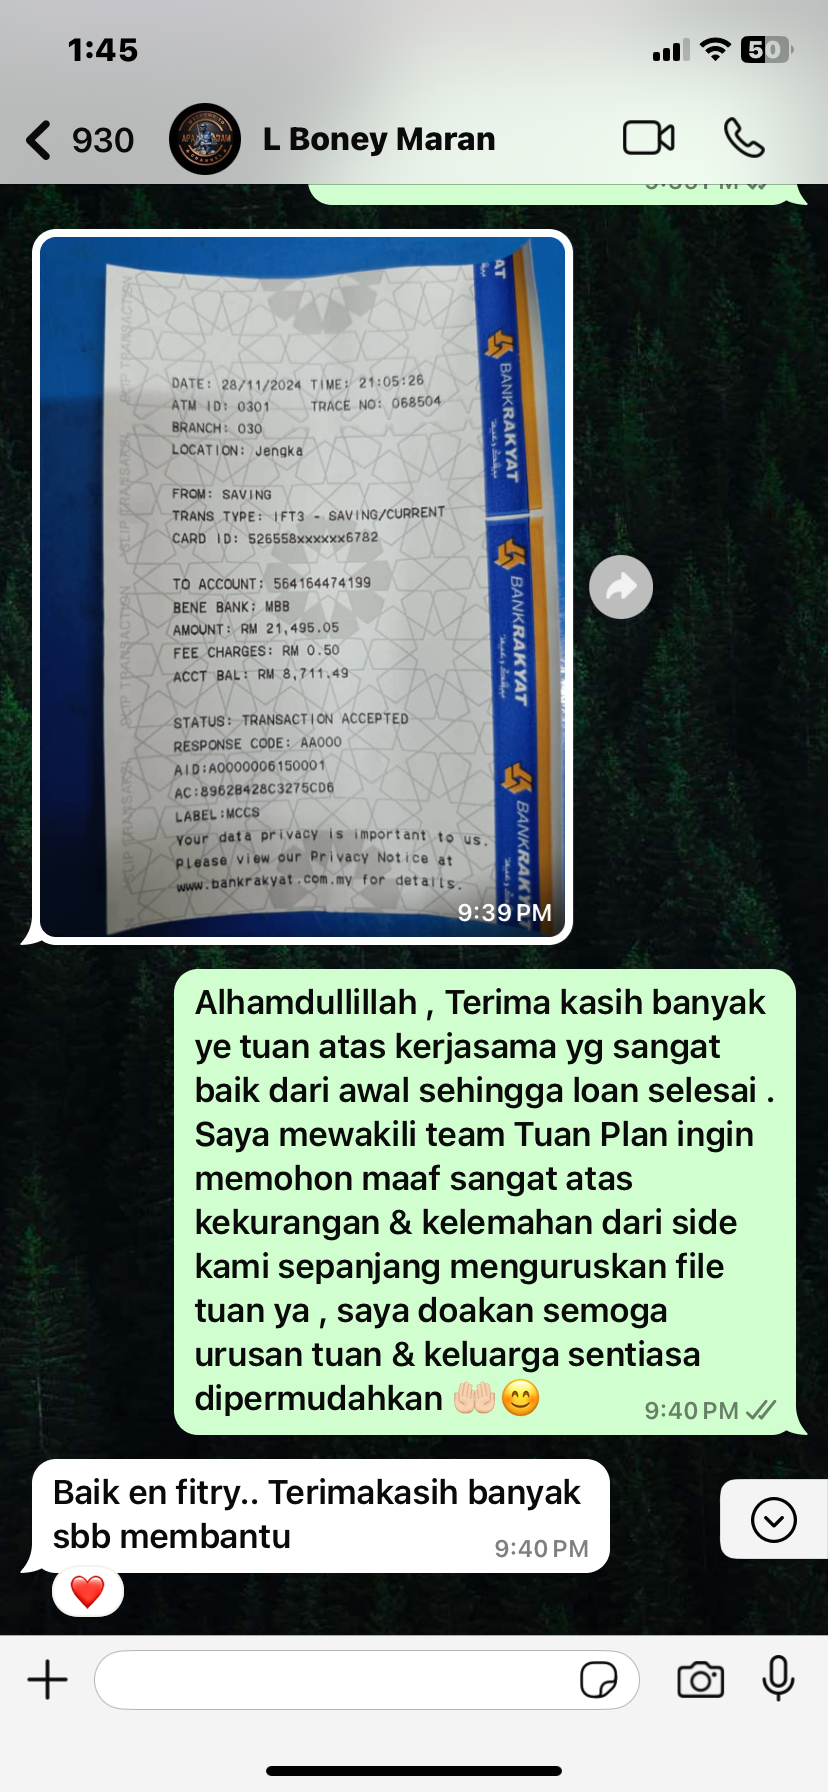 1:45
50
930
L Boney Maran
DATE: 28/11/2024 TIME: 21:05:26
ATM ID: 0301 TRACE NO: 068504
BRANCH: 030
LOCATION: Jengka
FROM: SAVING
TRANS TYPE: IFT3 - SAVING/CURRENT
CARD ID: 526558xxxxxx6782
TO ACCOUNT: 564164474199
BENE BANK: MBB
AMOUNT: RM 21,495.05
FEE CHARGES: RM 0.50
ACCT BAL: RM 8,711.49
STATUS: TRANSACTION ACCEPTED
RESPONSE CODE: AA000
AID:A0000006150001
AC:8962B428C3275CD6
LABEL:MCCS
Your data privacy is important to us.
Please view our Privacy Notice at
www.bankrakyat.com.my for details.
BANKRAKYAT
BANKRAKYAT
BANKRAKYAT
9:39 PM
Alhamdullillah , Terima kasih banyak
ye tuan atas kerjasama yg sangat
baik dari awal sehingga loan selesai .
Saya mewakili team Tuan Plan ingin
memohon maaf sangat atas
kekurangan & kelemahan dari side
kami sepanjang menguruskan file
tuan ya , saya doakan semoga
urusan tuan & keluarga sentiasa
dipermudahkan 🤲🏻😊
9:40 PM
Baik en fitry.. Terimakasih banyak
sbb membantu
9:40 PM
❤️